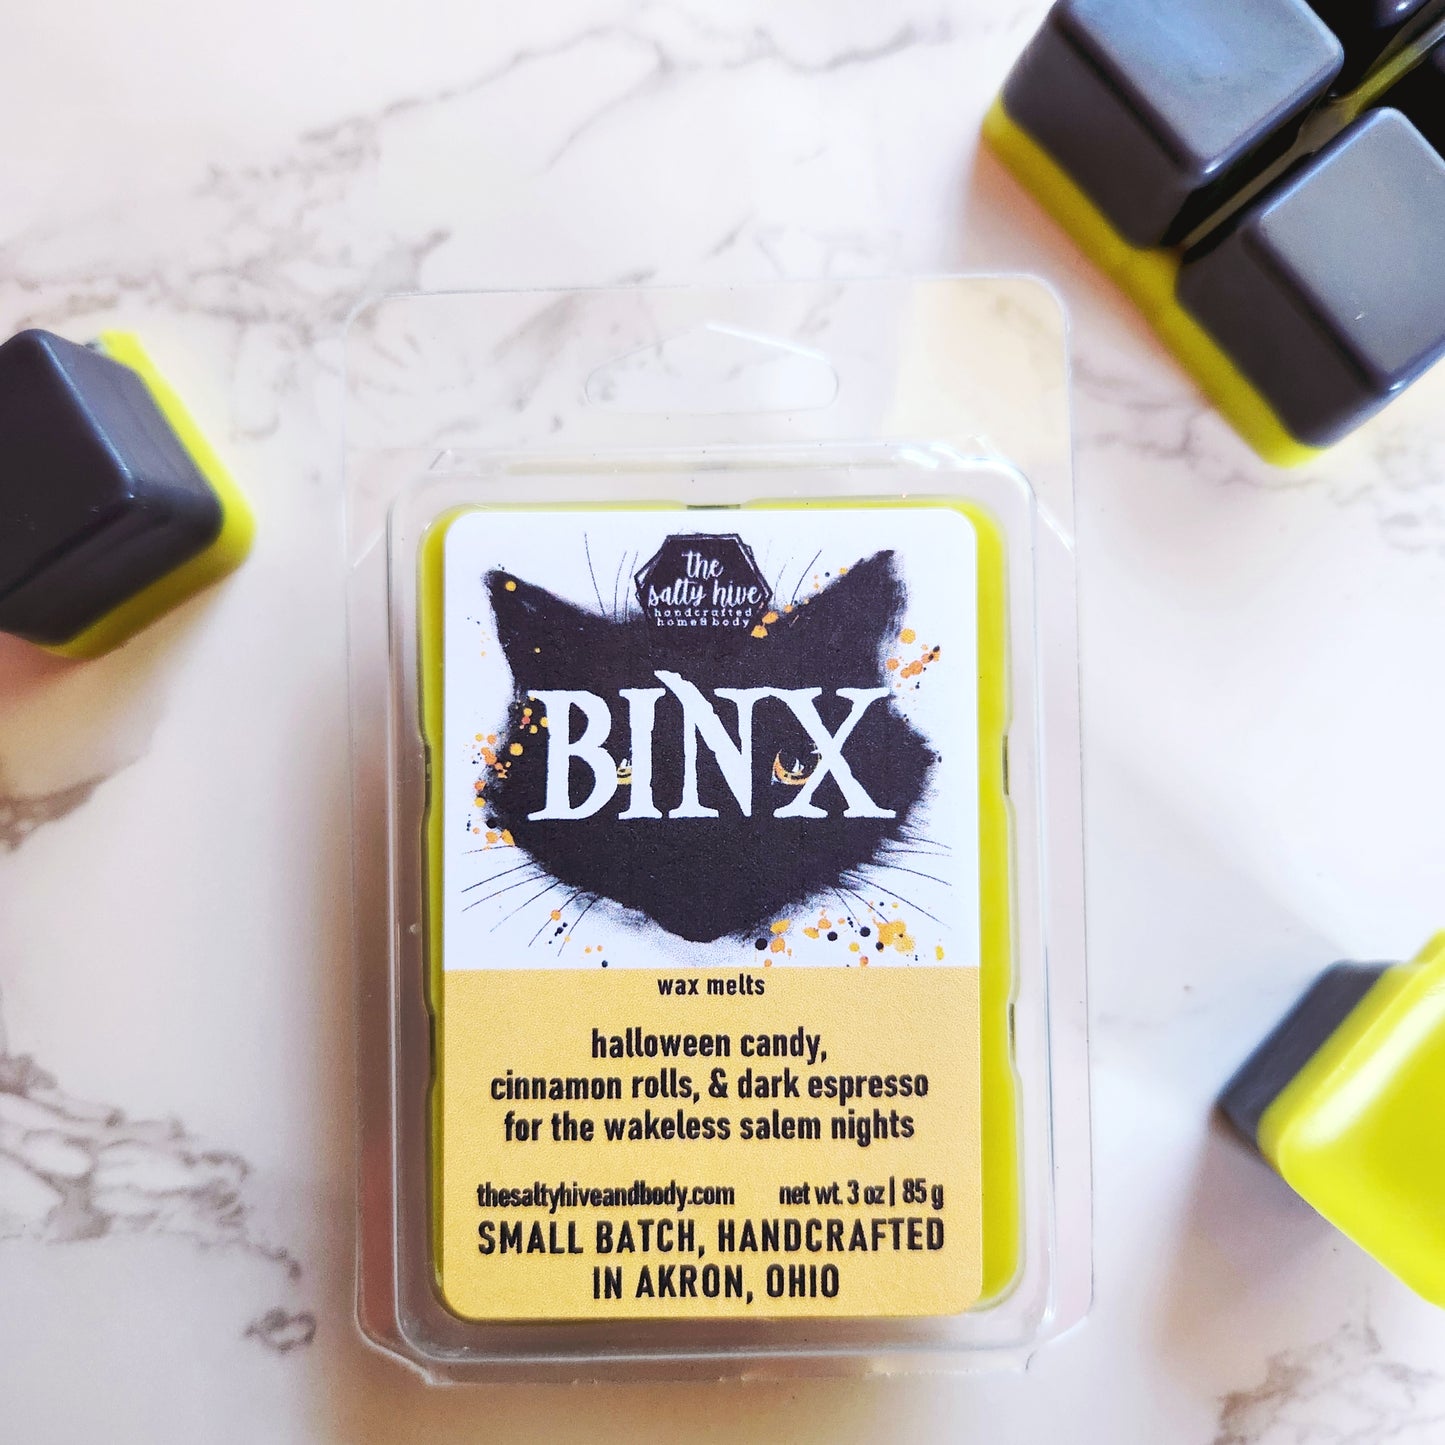 the
salty hive
handcrafted
home&body
BINX
wax melts
halloween candy,
cinnamon rolls, & dark espresso
for the wakeless salem nights
thesaltyhiveandbody.com net wt. 3 oz | 85 g
SMALL BATCH, HANDCRAFTED
IN AKRON, OHIO